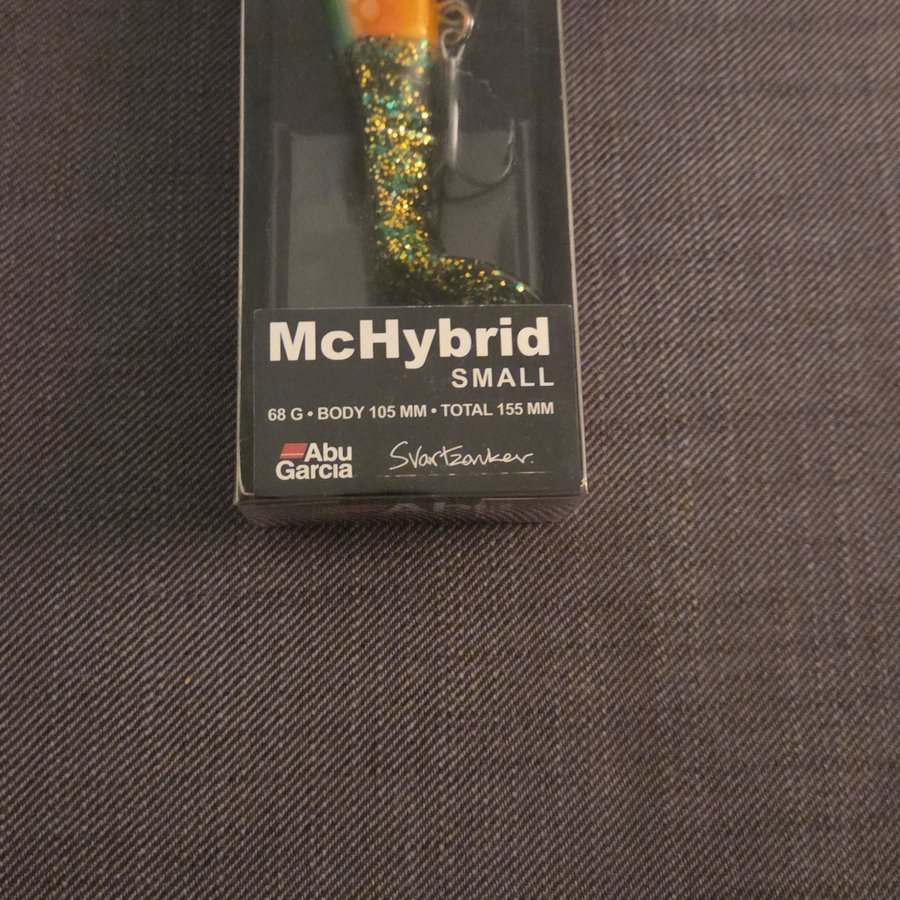 McHybrid
SMALL
68 G • BODY 105 MM • TOTAL 155 MM
Abu
Garcia
Svartzonker